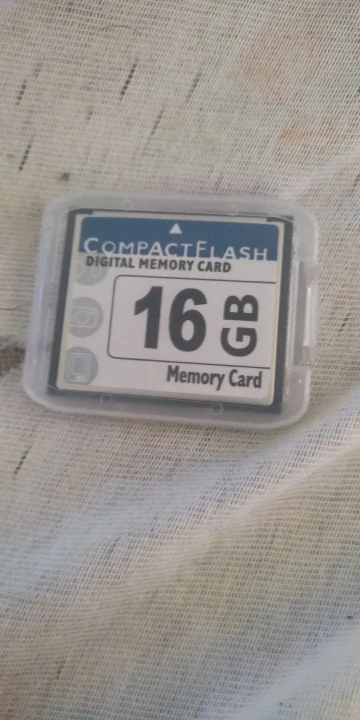 COMPACTFLASH
DIGITAL MEMORY CARD
16 GB
Memory Card